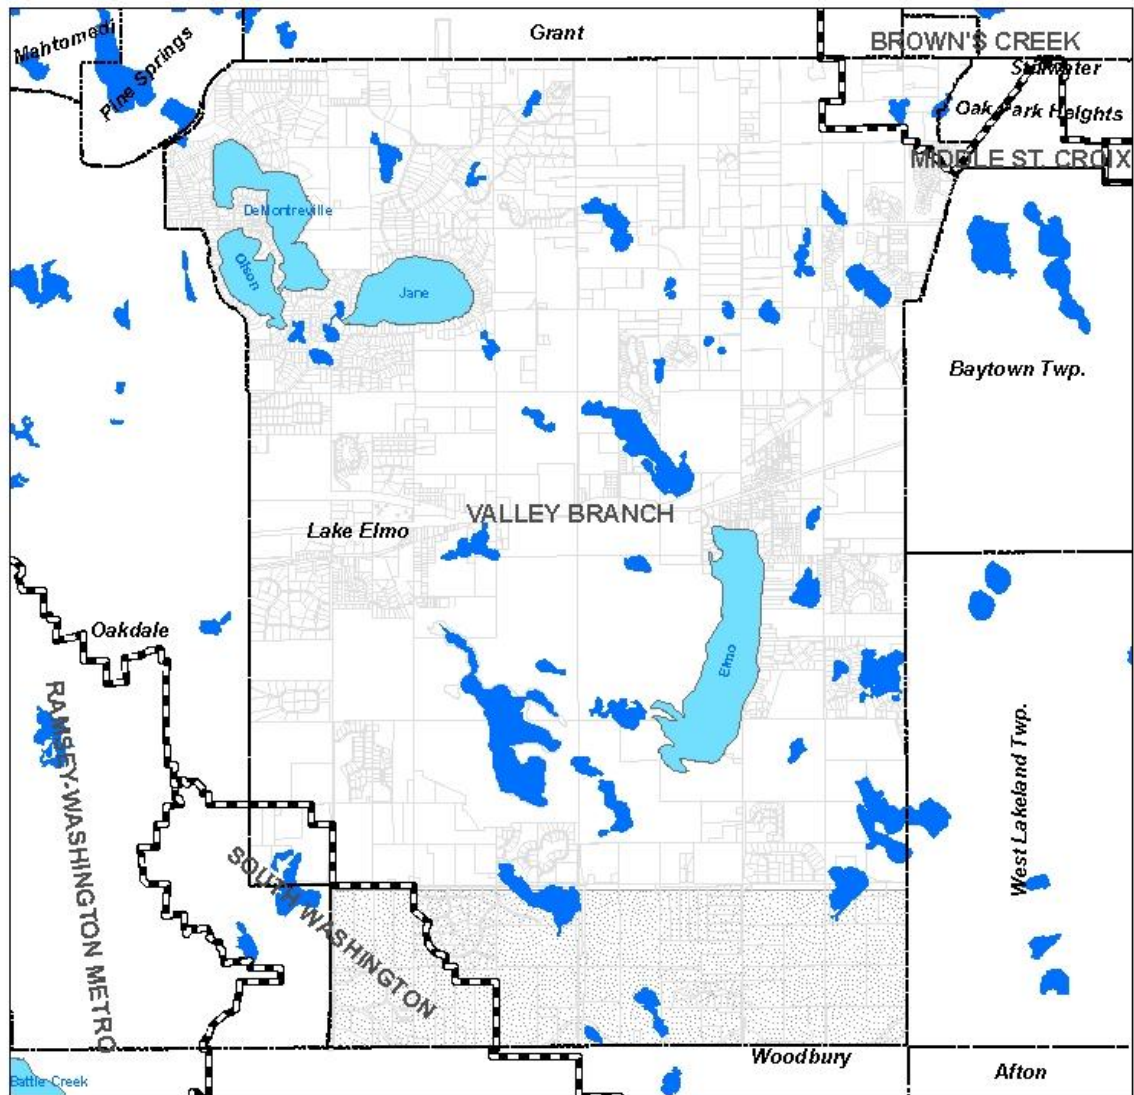 Grant
Mahtomedi
Pine Springs
BROWN'S CREEK
Stillwater
Oak Park Heights
MIDDLE ST. CROIX
DeMontreville
Olson
Jane
Baytown Twp.
VALLEY BRANCH
Lake Elmo
Oakdale
Elmo
RAMSEY-WASHINGTON METRO
West Lakeland Twp.
SOUTH WASHINGTON
Woodbury
Afton
Battle Creek